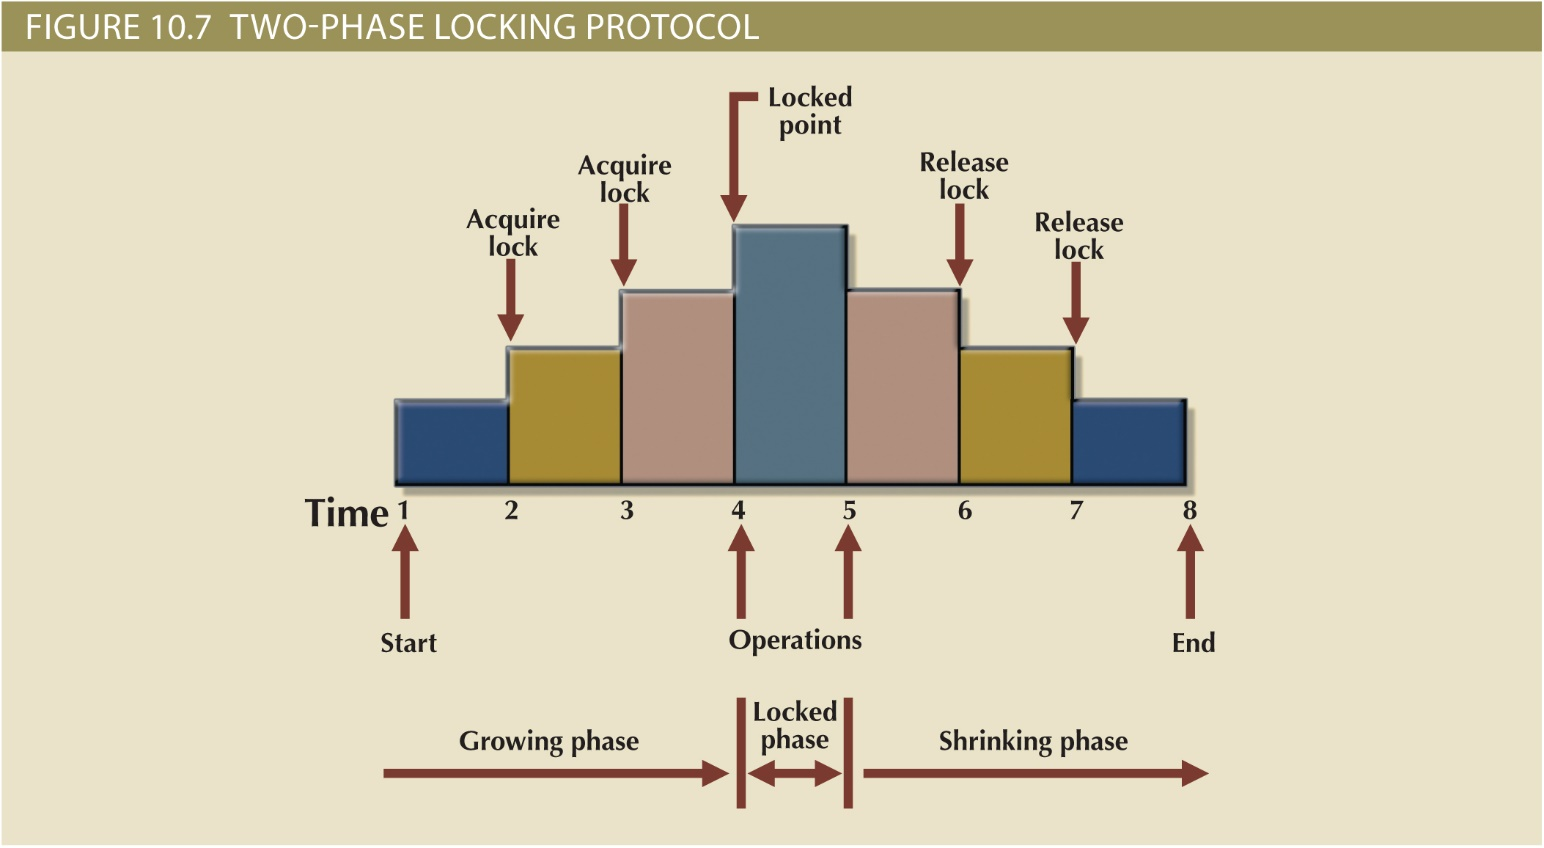 FIGURE 10.7 TWO-PHASE LOCKING PROTOCOL
Locked
point
Acquire
lock
Release
lock
Acquire
lock
Release
lock
Time 1 2 3 4 5 6 7 8
Start
Operations
End
Growing phase
Locked
phase
Shrinking phase